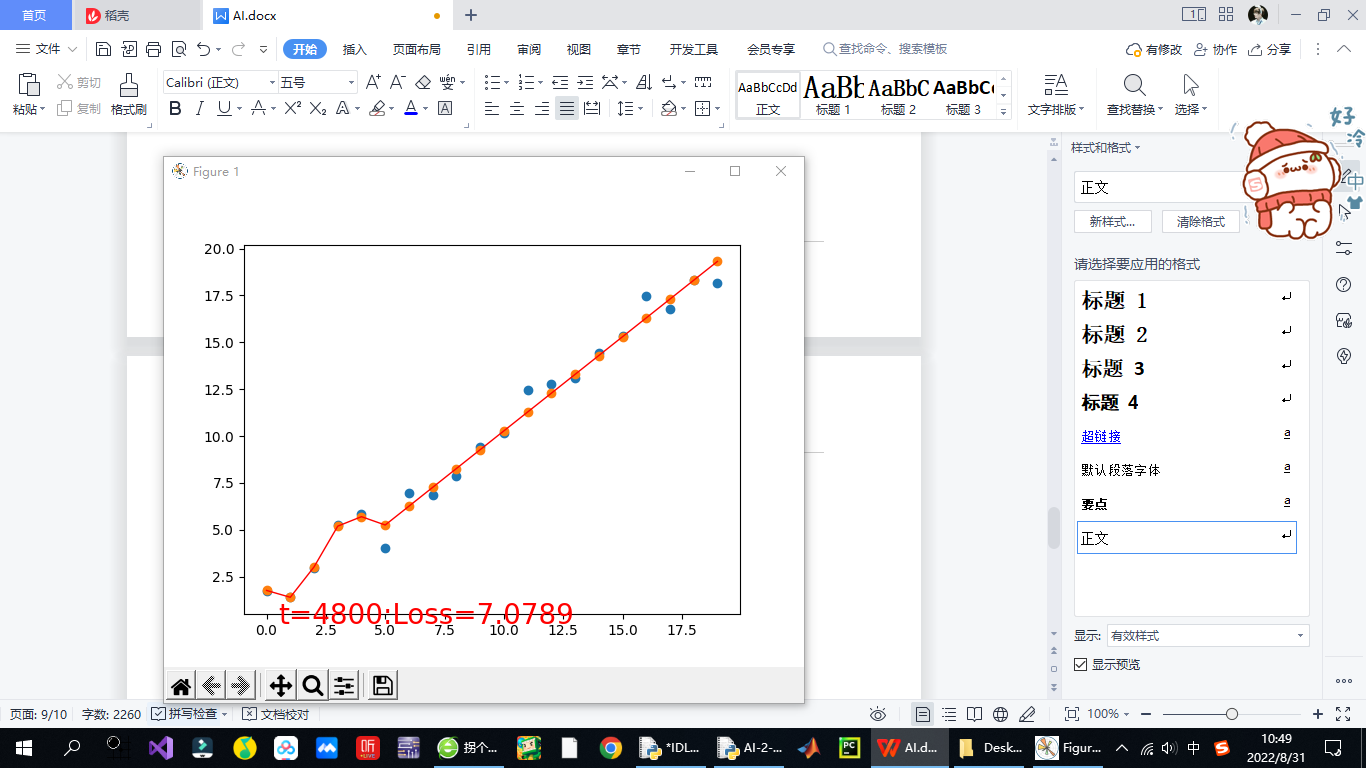 首页
稻壳
AI.docx
文件
开始
插入
页面布局
引用
审阅
视图
章节
开发工具
会员专享
查找命令、搜索模板
有修改
协作
分享
粘贴
剪切
复制
格式刷
Calibri (正文)
五号
AaBbCcDd
正文
AaBb
标题 1
AaBbC
标题 2
AaBbCc
标题 3
文字排版
查找替换
选择
好冷
中
样式和格式
正文
新样式...
清除格式
请选择要应用的格式
标题 1
标题 2
标题 3
标题 4
超链接
默认段落字体
要点
正文
显示:
有效样式
显示预览
Figure 1
20.0
17.5
15.0
12.5
10.0
7.5
5.0
2.5
t=4800:Loss=7.0789
0.0
2.5
5.0
7.5
10.0
12.5
15.0
17.5
页面: 9/10
字数: 2260
拼写检查
文档校对
100%
拐个...
*IDL...
AI-2-...
AI.d...
Desk...
Figur...
中
10:49
2022/8/31